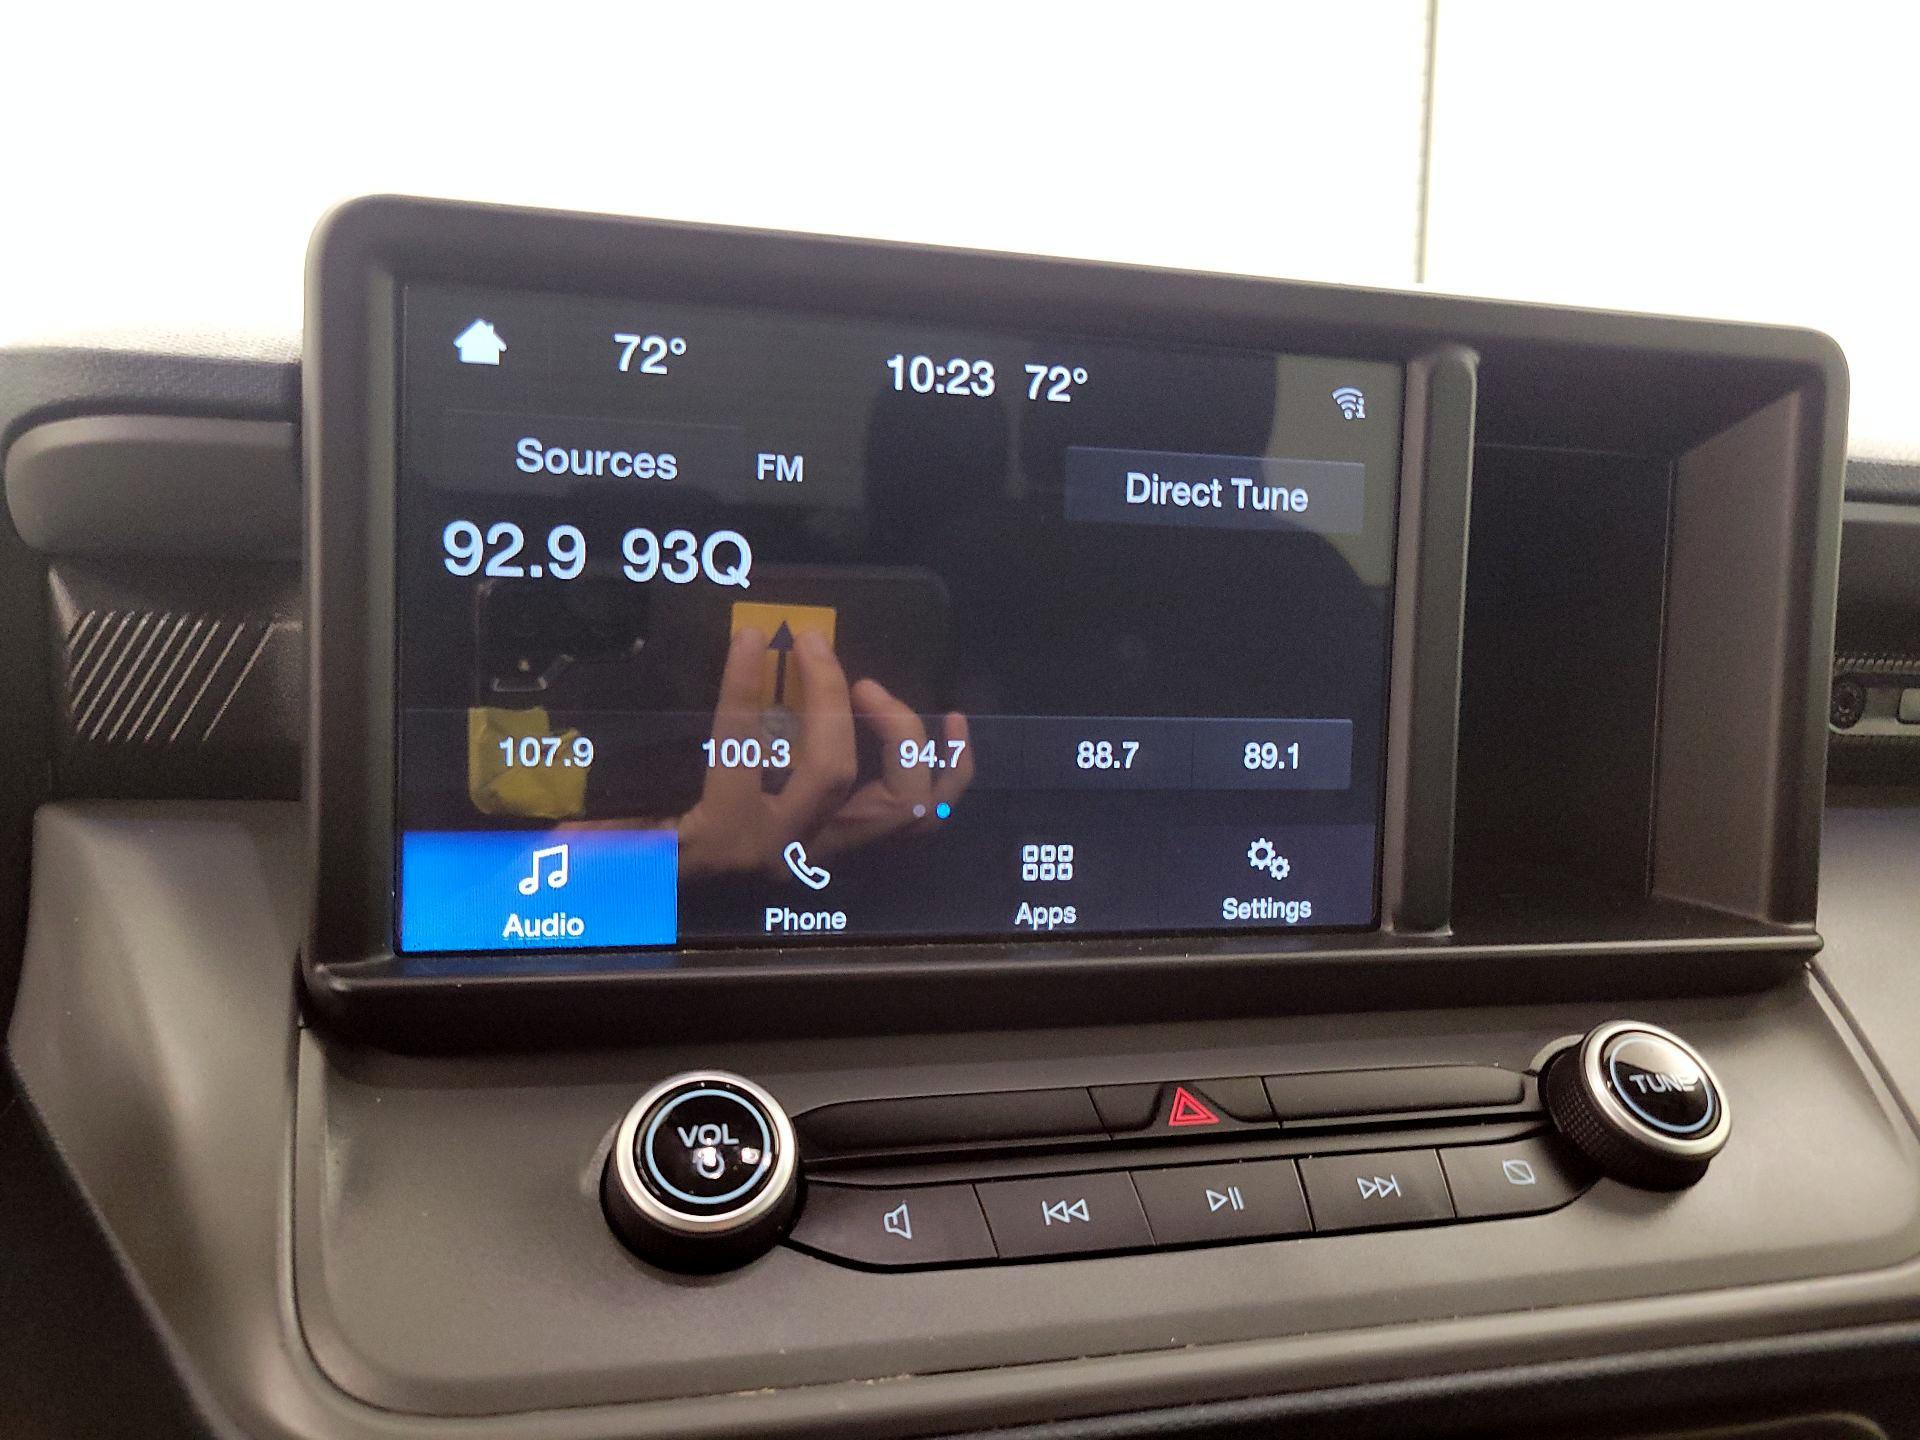 72° 10:23 72°
Sources FM Direct Tune
92.9 93Q
107.9 100.3 94.7 88.7 89.1
Audio Phone Apps Settings
VOL
TUNE